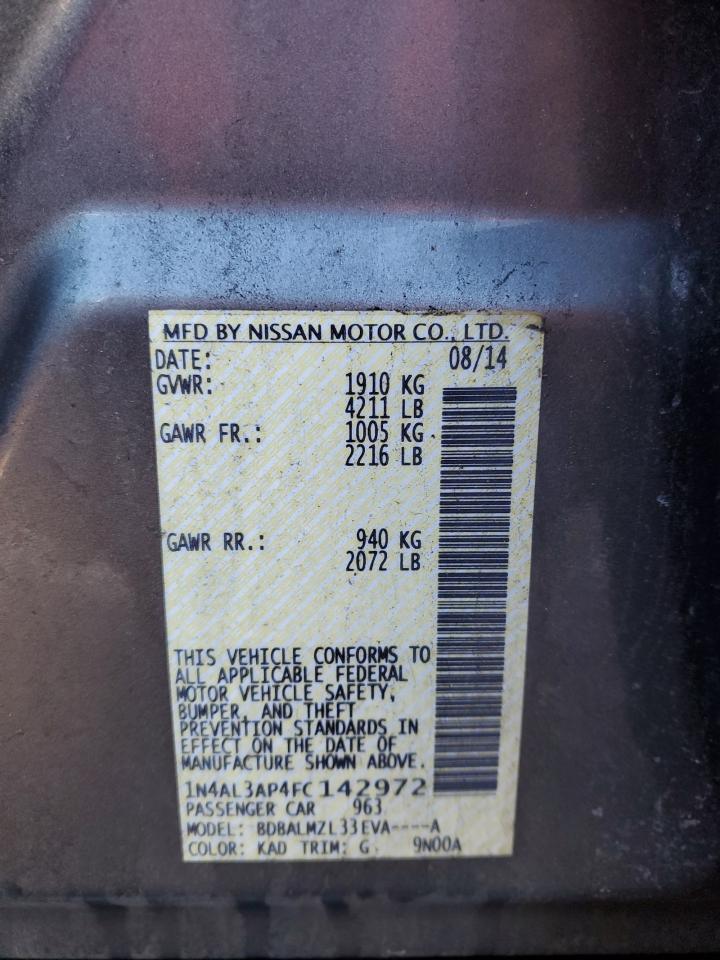 MFD BY NISSAN MOTOR CO., LTD.
DATE: 08/14
GVWR: 1910 KG
4211 LB
GAWR FR.: 1005 KG
2216 LB
GAWR RR.: 940 KG
2072 LB
THIS VEHICLE CONFORMS TO
ALL APPLICABLE FEDERAL
MOTOR VEHICLE SAFETY,
BUMPER, AND THEFT
PREVENTION STANDARDS IN
EFFECT ON THE DATE OF
MANUFACTURE SHOWN ABOVE.
1N4AL3AP4FC142972
PASSENGER CAR 963
MODEL: BDBALMZL33EVA----A
COLOR: KAD TRIM: G 9N00A